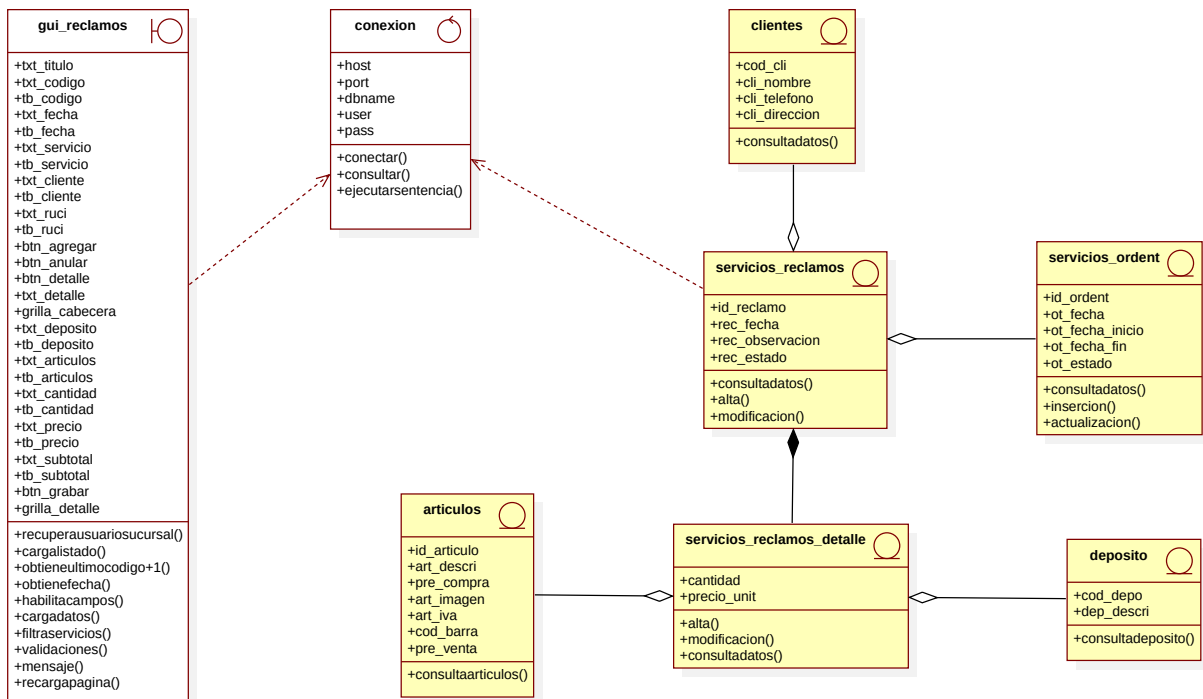 gui_reclamos
+txt_titulo
+txt_codigo
+tb_codigo
+txt_fecha
+tb_fecha
+txt_servicio
+tb_servicio
+txt_cliente
+tb_cliente
+txt_ruci
+tb_ruci
+btn_agregar
+btn_anular
+btn_detalle
+txt_detalle
+grilla_cabecera
+txt_deposito
+tb_deposito
+txt_articulos
+tb_articulos
+txt_cantidad
+tb_cantidad
+txt_precio
+tb_precio
+txt_subtotal
+tb_subtotal
+btn_grabar
+grilla_detalle
+recuperausuariosucursal()
+cargalistado()
+obtieneultimocodigo+1()
+obtienefecha()
+habilitacampos()
+cargadatos()
+filtraservicios()
+validaciones()
+mensaje()
+recargapagina()
conexion
+host
+port
+dbname
+user
+pass
+conectar()
+consultar()
+ejecutarsentencia()
clientes
+cod_cli
+cli_nombre
+cli_telefono
+cli_direccion
+consultadatos()
servicios_reclamos
+id_reclamo
+rec_fecha
+rec_observacion
+rec_estado
+consultadatos()
+alta()
+modificacion()
servicios_ordent
+id_ordent
+ot_fecha
+ot_fecha_inicio
+ot_fecha_fin
+ot_estado
+consultadatos()
+insercion()
+actualizacion()
articulos
+id_articulo
+art_descri
+pre_compra
+art_imagen
+art_iva
+cod_barra
+pre_venta
+consultaarticulos()
servicios_reclamos_detalle
+cantidad
+precio_unit
+alta()
+modificacion()
+consultadatos()
deposito
+cod_depo
+dep_descri
+consultadeposito()